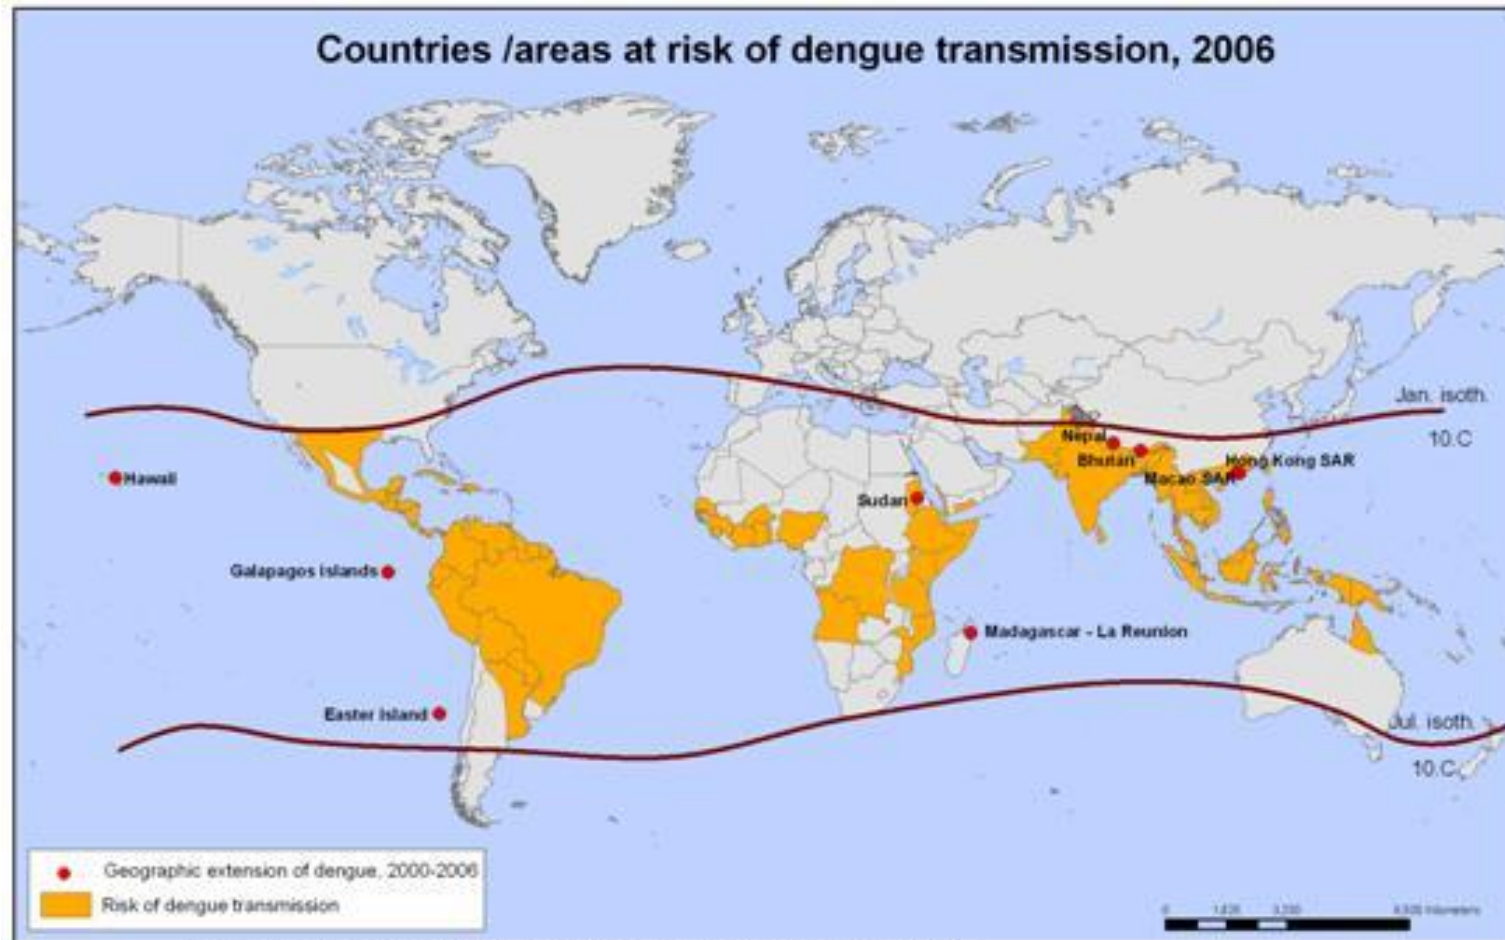 Countries /areas at risk of dengue transmission, 2006
Jan. isoth.
10.C
Nepal
Bhutan
Hong Kong SAR
Macao SAR
Hawaii
Sudan
Galapagos Islands
Madagascar - La Reunion
Easter Island
Jul. isoth.
10.C
Geographic extension of dengue, 2000-2006
Risk of dengue transmission
0